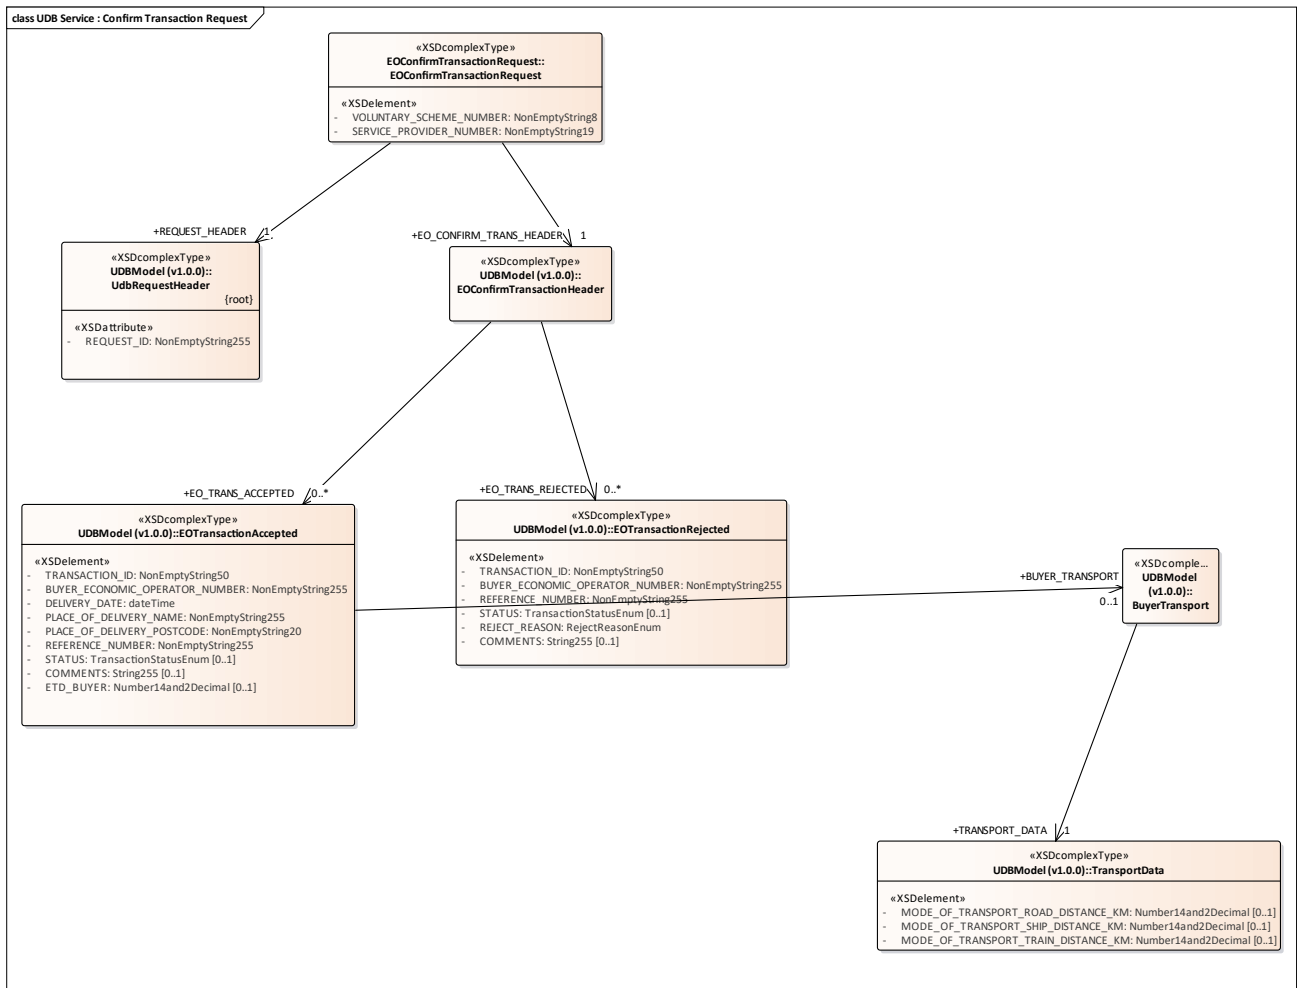 class UDB Service : Confirm Transaction Request
«XSDcomplexType»
EOConfirmTransactionRequest::
EOConfirmTransactionRequest
«XSDelement»
- VOLUNTARY_SCHEME_NUMBER: NonEmptyString8
- SERVICE_PROVIDER_NUMBER: NonEmptyString19
+REQUEST_HEADER 1
+EO_CONFIRM_TRANS_HEADER 1
«XSDcomplexType»
UDBModel (v1.0.0)::
UdbRequestHeader
{root}
«XSDattribute»
- REQUEST_ID: NonEmptyString255
«XSDcomplexType»
UDBModel (v1.0.0)::
EOConfirmTransactionHeader
+EO_TRANS_ACCEPTED 0..*
+EO_TRANS_REJECTED 0..*
«XSDcomplexType»
UDBModel (v1.0.0)::EOTransactionAccepted
«XSDelement»
- TRANSACTION_ID: NonEmptyString50
- BUYER_ECONOMIC_OPERATOR_NUMBER: NonEmptyString255
- DELIVERY_DATE: dateTime
- PLACE_OF_DELIVERY_NAME: NonEmptyString255
- PLACE_OF_DELIVERY_POSTCODE: NonEmptyString20
- REFERENCE_NUMBER: NonEmptyString255
- STATUS: TransactionStatusEnum [0..1]
- COMMENTS: String255 [0..1]
- ETD_BUYER: Number14and2Decimal [0..1]
«XSDcomplexType»
UDBModel (v1.0.0)::EOTransactionRejected
«XSDelement»
- TRANSACTION_ID: NonEmptyString50
- BUYER_ECONOMIC_OPERATOR_NUMBER: NonEmptyString255
- REFERENCE_NUMBER: NonEmptyString255
- STATUS: TransactionStatusEnum [0..1]
- REJECT_REASON: RejectReasonEnum
- COMMENTS: String255 [0..1]
+BUYER_TRANSPORT
0..1
«XSDcomple...
UDBModel
(v1.0.0)::
BuyerTransport
+TRANSPORT_DATA 1
«XSDcomplexType»
UDBModel (v1.0.0)::TransportData
«XSDelement»
- MODE_OF_TRANSPORT_ROAD_DISTANCE_KM: Number14and2Decimal [0..1]
- MODE_OF_TRANSPORT_SHIP_DISTANCE_KM: Number14and2Decimal [0..1]
- MODE_OF_TRANSPORT_TRAIN_DISTANCE_KM: Number14and2Decimal [0..1]